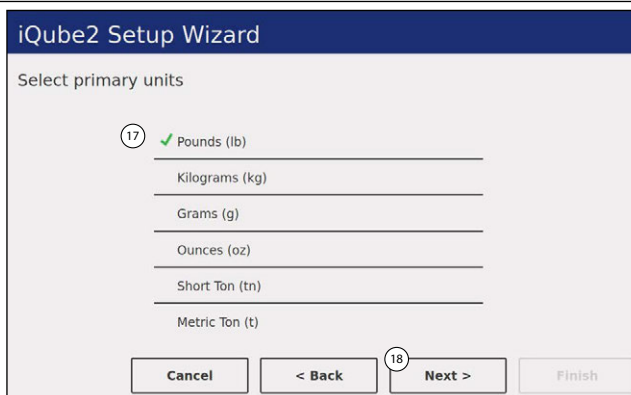 iQube2 Setup Wizard
Select primary units
17 Pounds (lb)
Kilograms (kg)
Grams (g)
Ounces (oz)
Short Ton (tn)
Metric Ton (t)
18
Cancel < Back Next > Finish